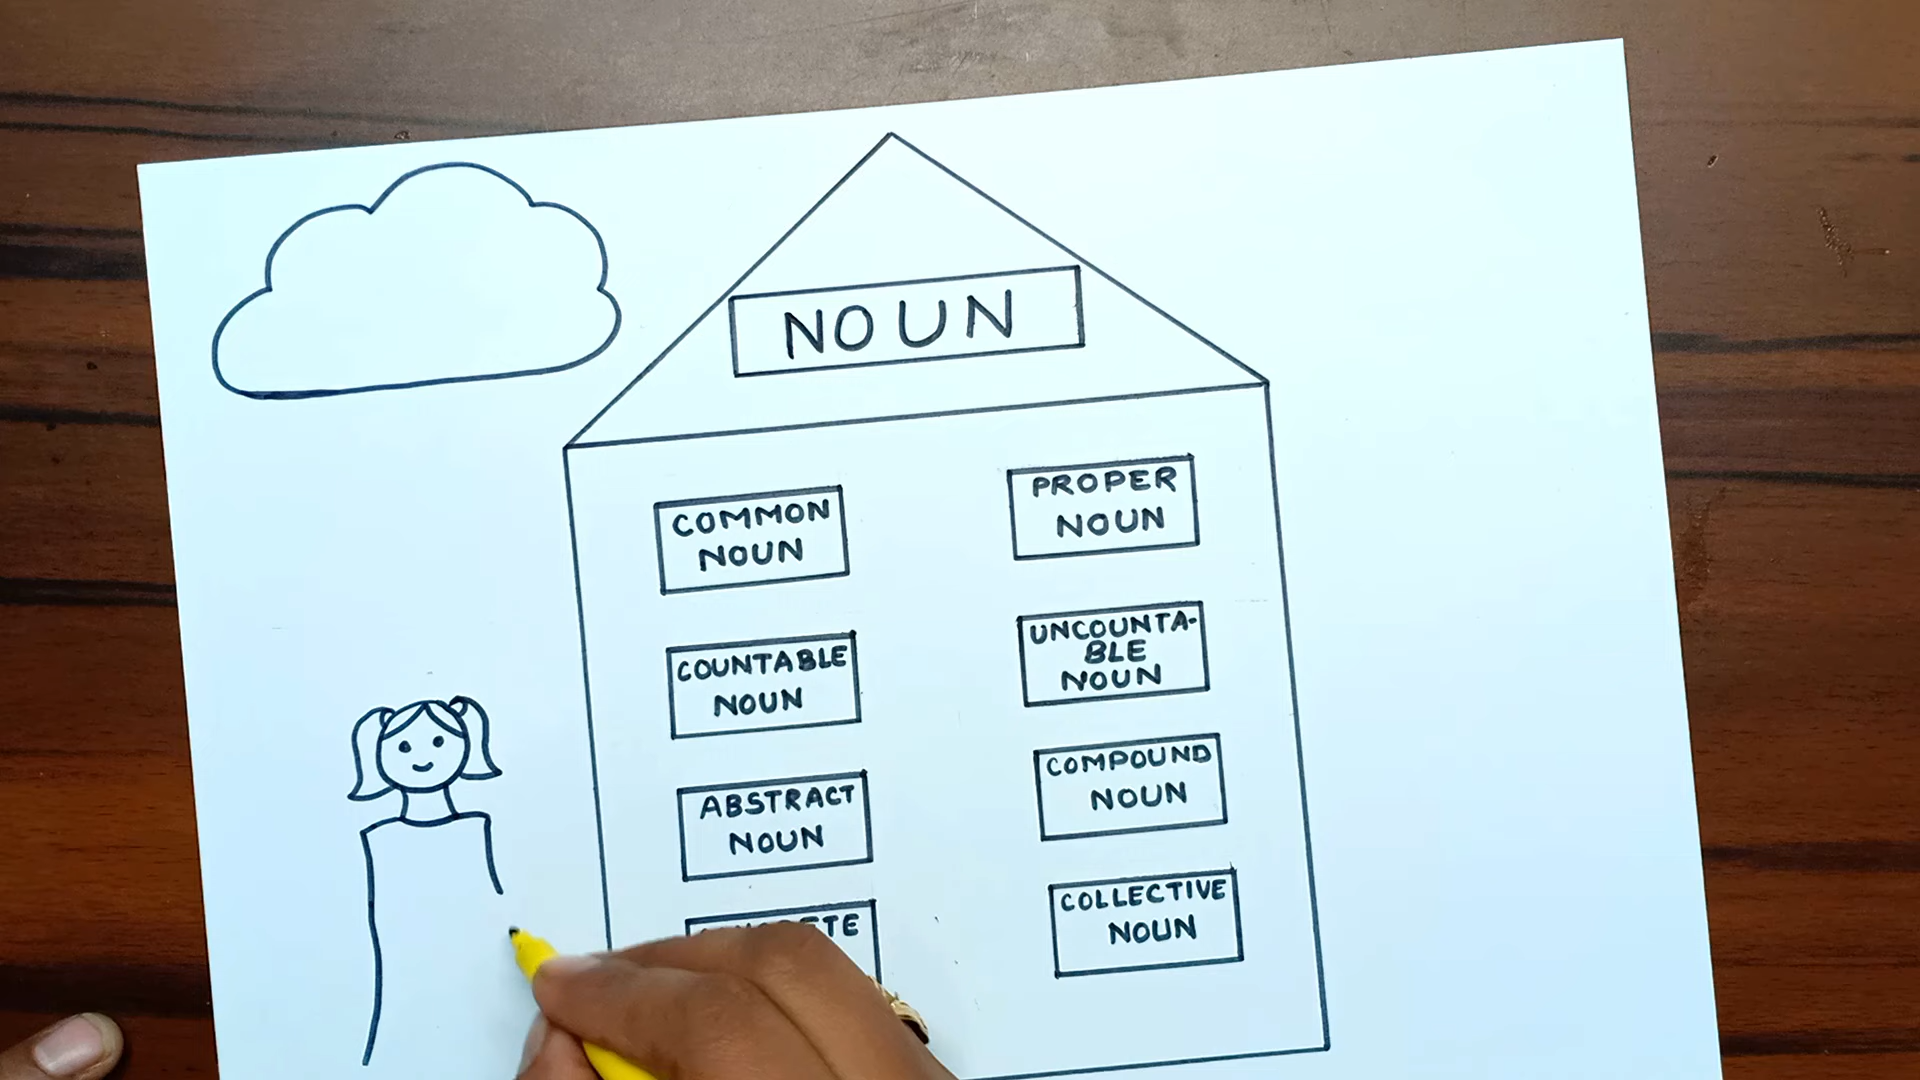 NOUN
COMMON
NOUN
PROPER
NOUN
COUNTABLE
NOUN
UNCOUNTA-
BLE
NOUN
ABSTRACT
NOUN
COMPOUND
NOUN
COLLECTIVE
NOUN